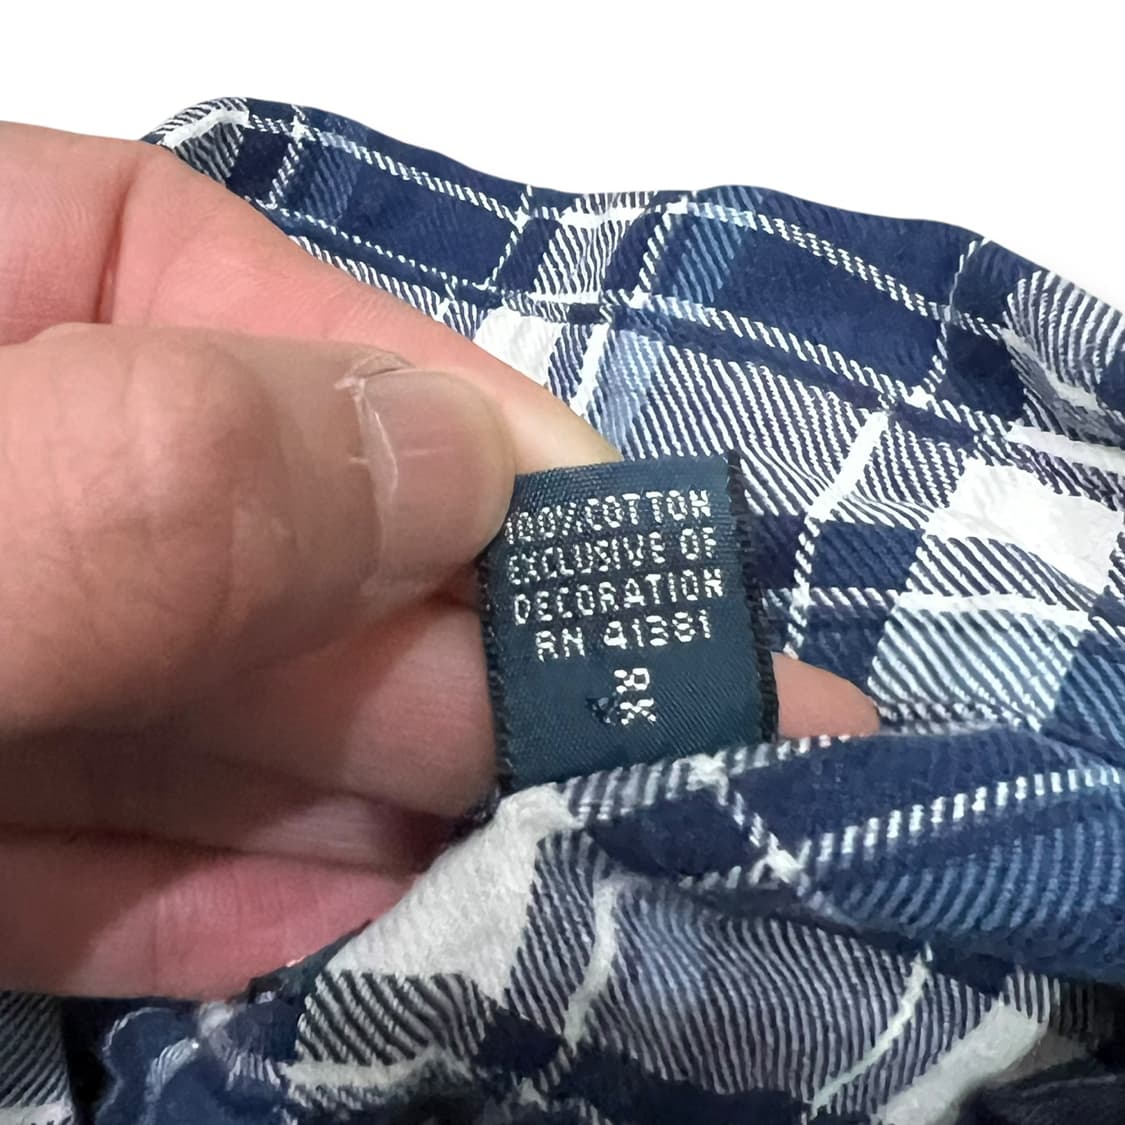 100% COTTON
EXCLUSIVE OF
DECORATION
RN 41381